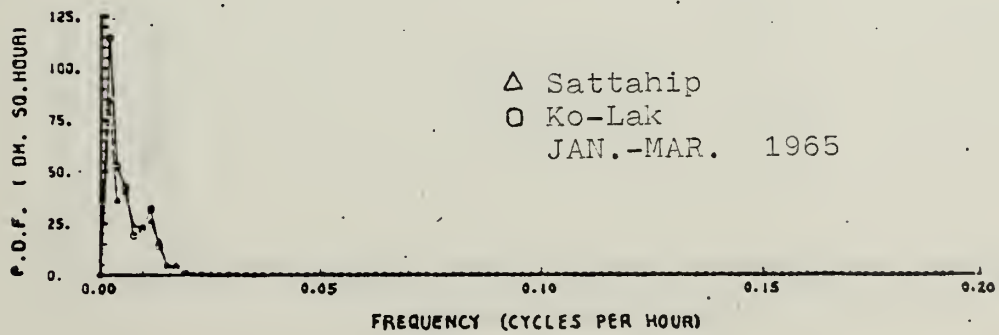 125.
100.
75.
50.
25.
0.
P.D.F. ( DM. SQ.HOUR)
Δ Sattahip
O Ko-Lak
JAN.-MAR. 1965
0.00 0.05 0.10 0.15 0.20
FREQUENCY (CYCLES PER HOUR)